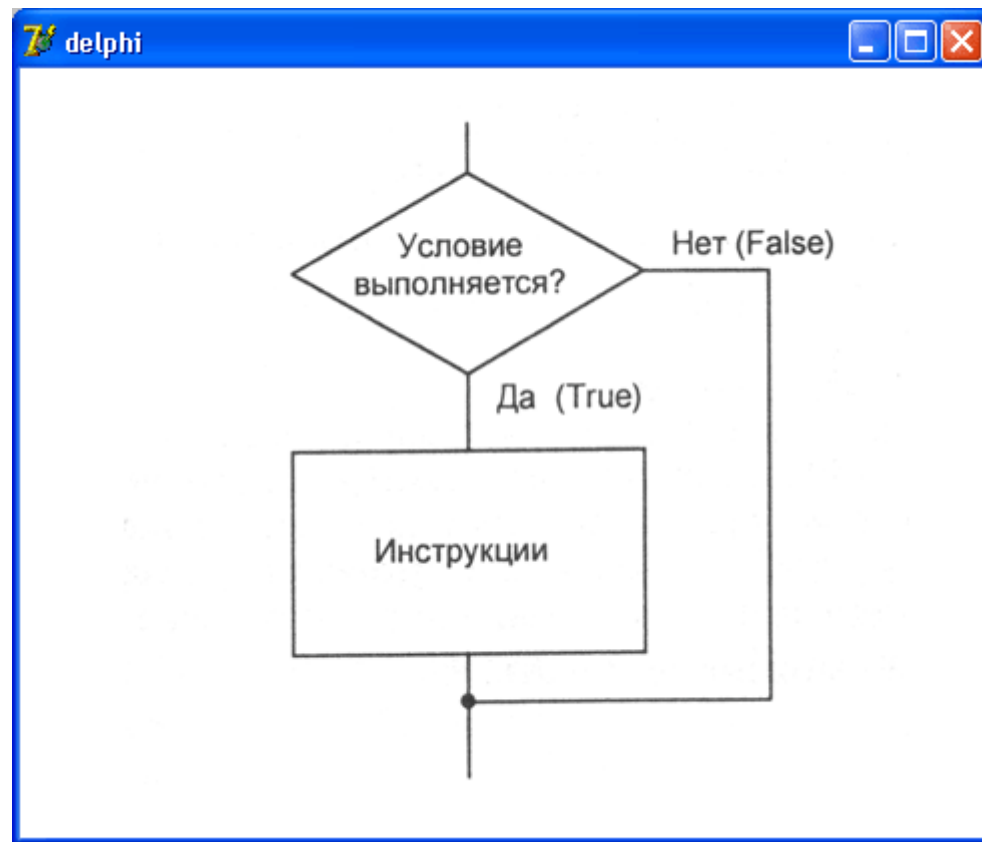 delphi
Условие
выполняется?
Нет (False)
Да (True)
Инструкции